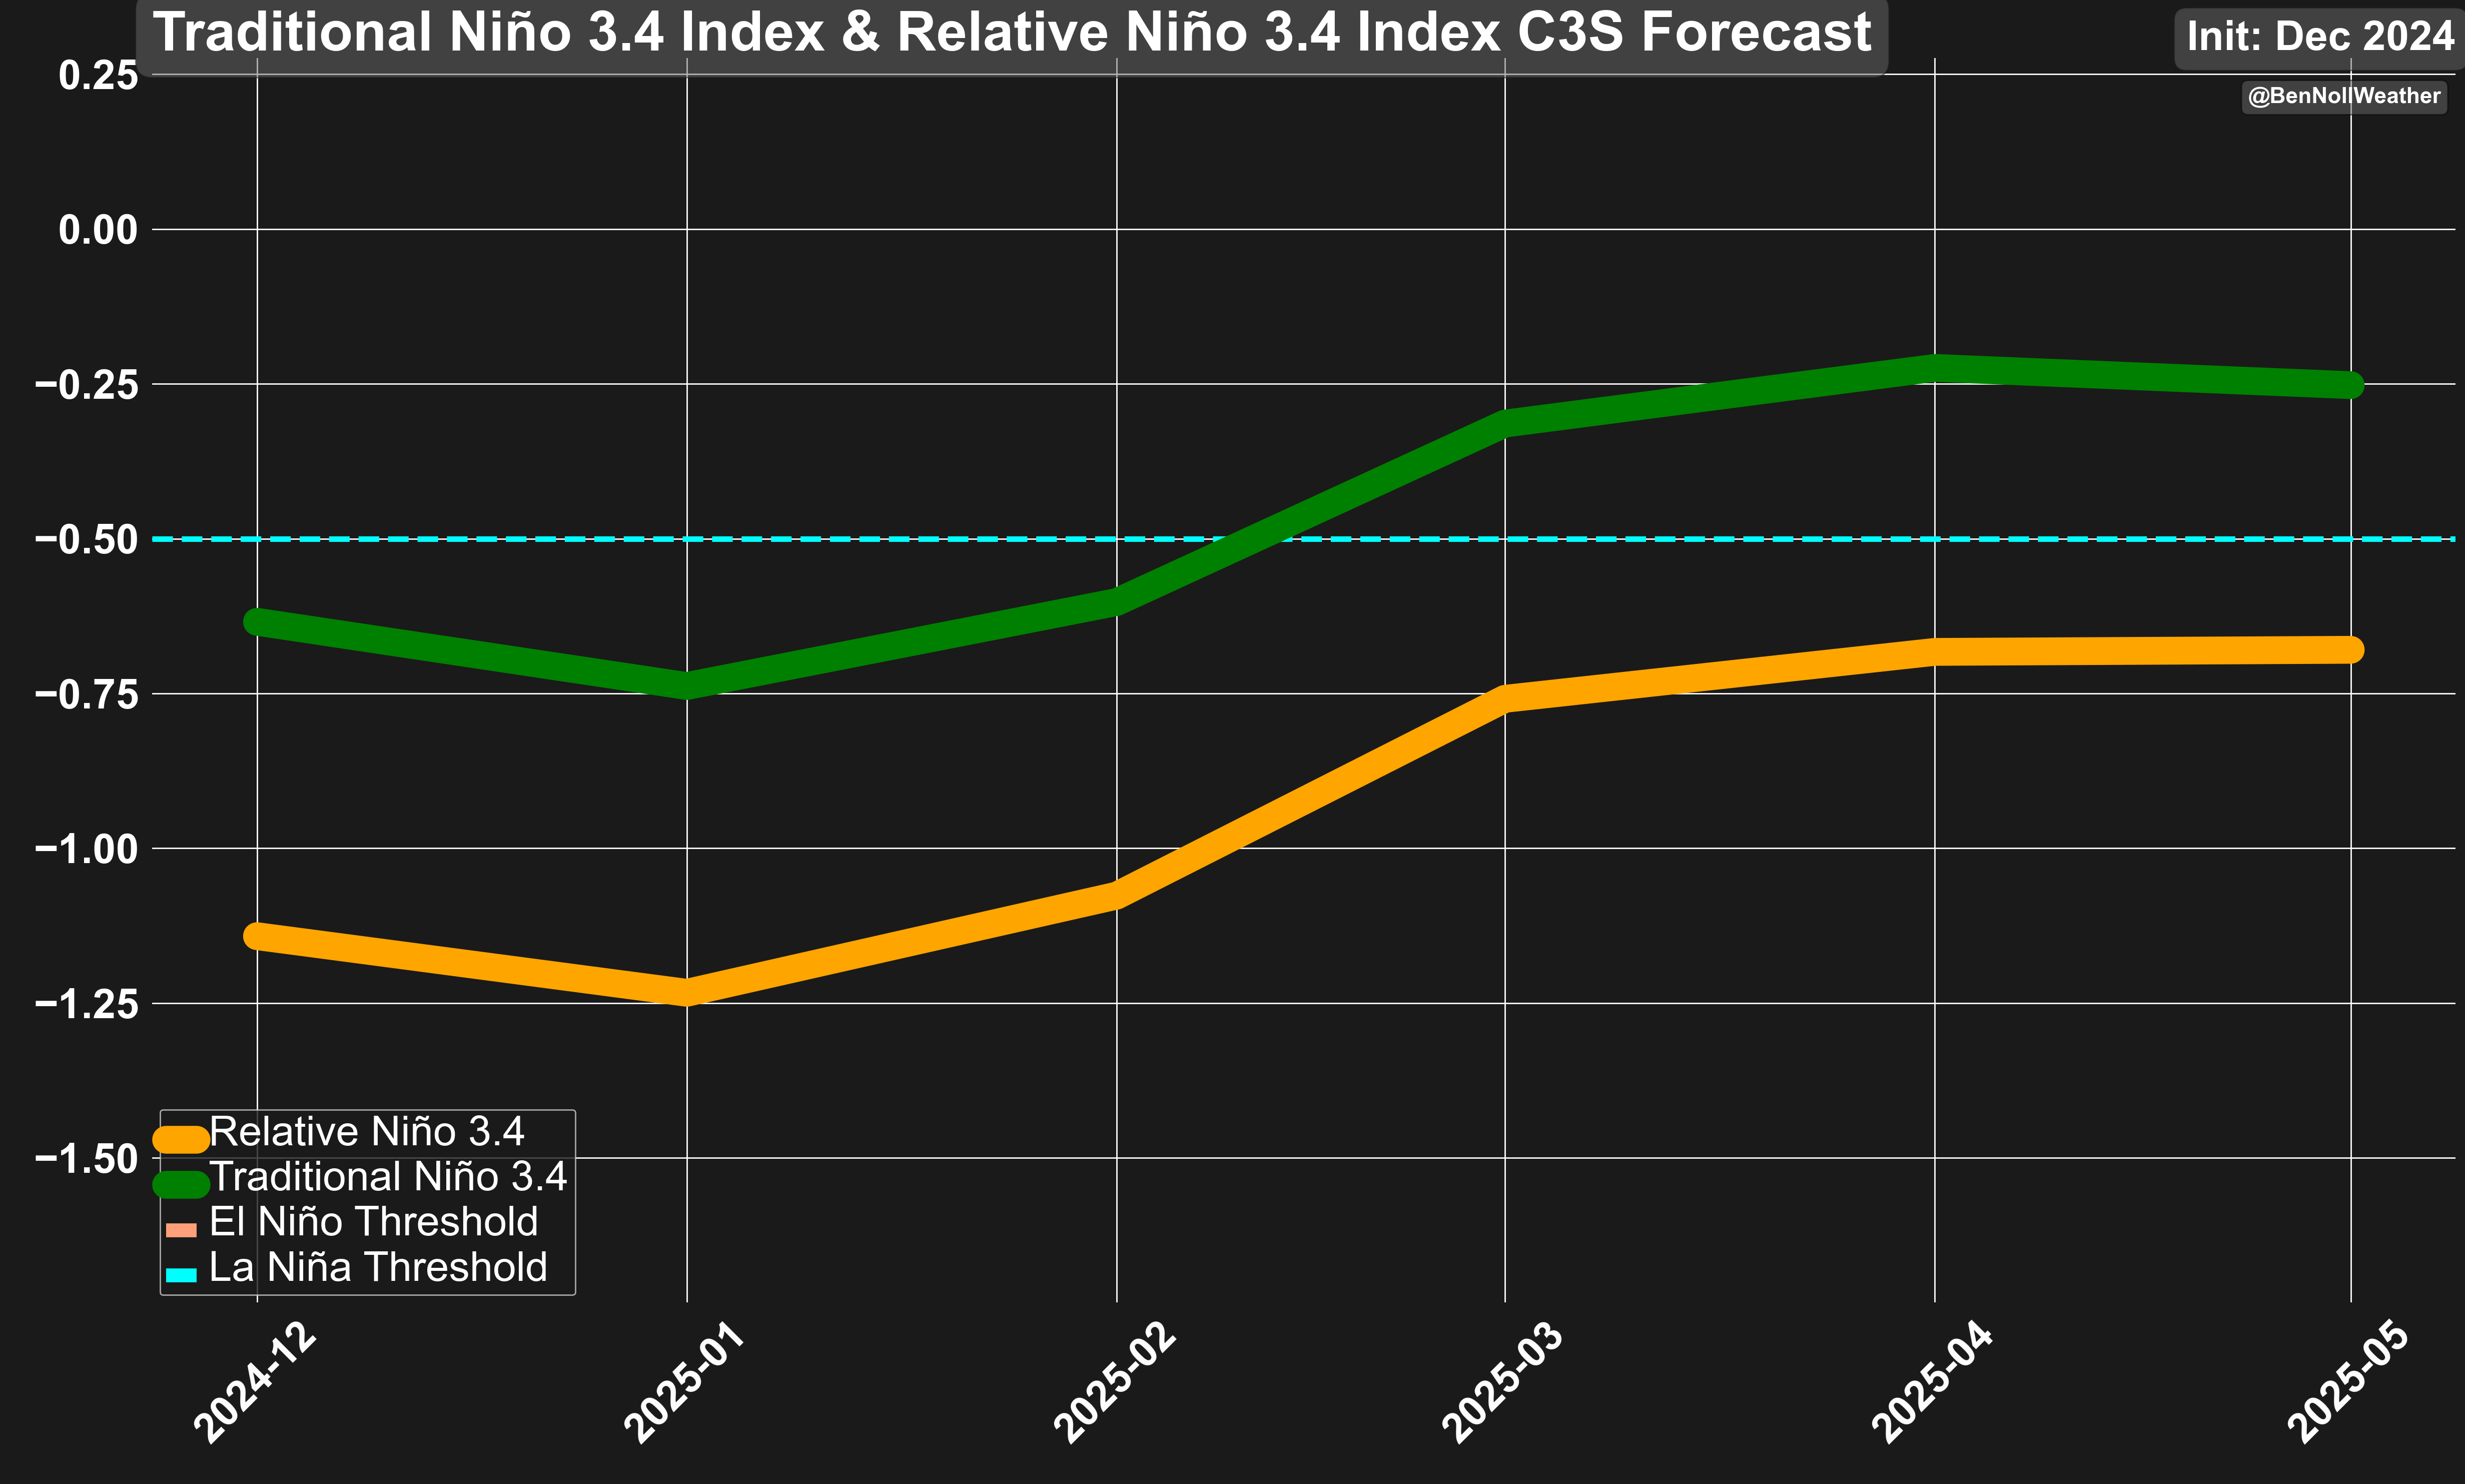 Traditional Niño 3.4 Index & Relative Niño 3.4 Index C3S Forecast
Init: Dec 2024
@BenNollWeather
0.25
0.00
−0.25
−0.50
−0.75
−1.00
−1.25
−1.50
Relative Niño 3.4
Traditional Niño 3.4
El Niño Threshold
La Niña Threshold
2024-12
2025-01
2025-02
2025-03
2025-04
2025-05